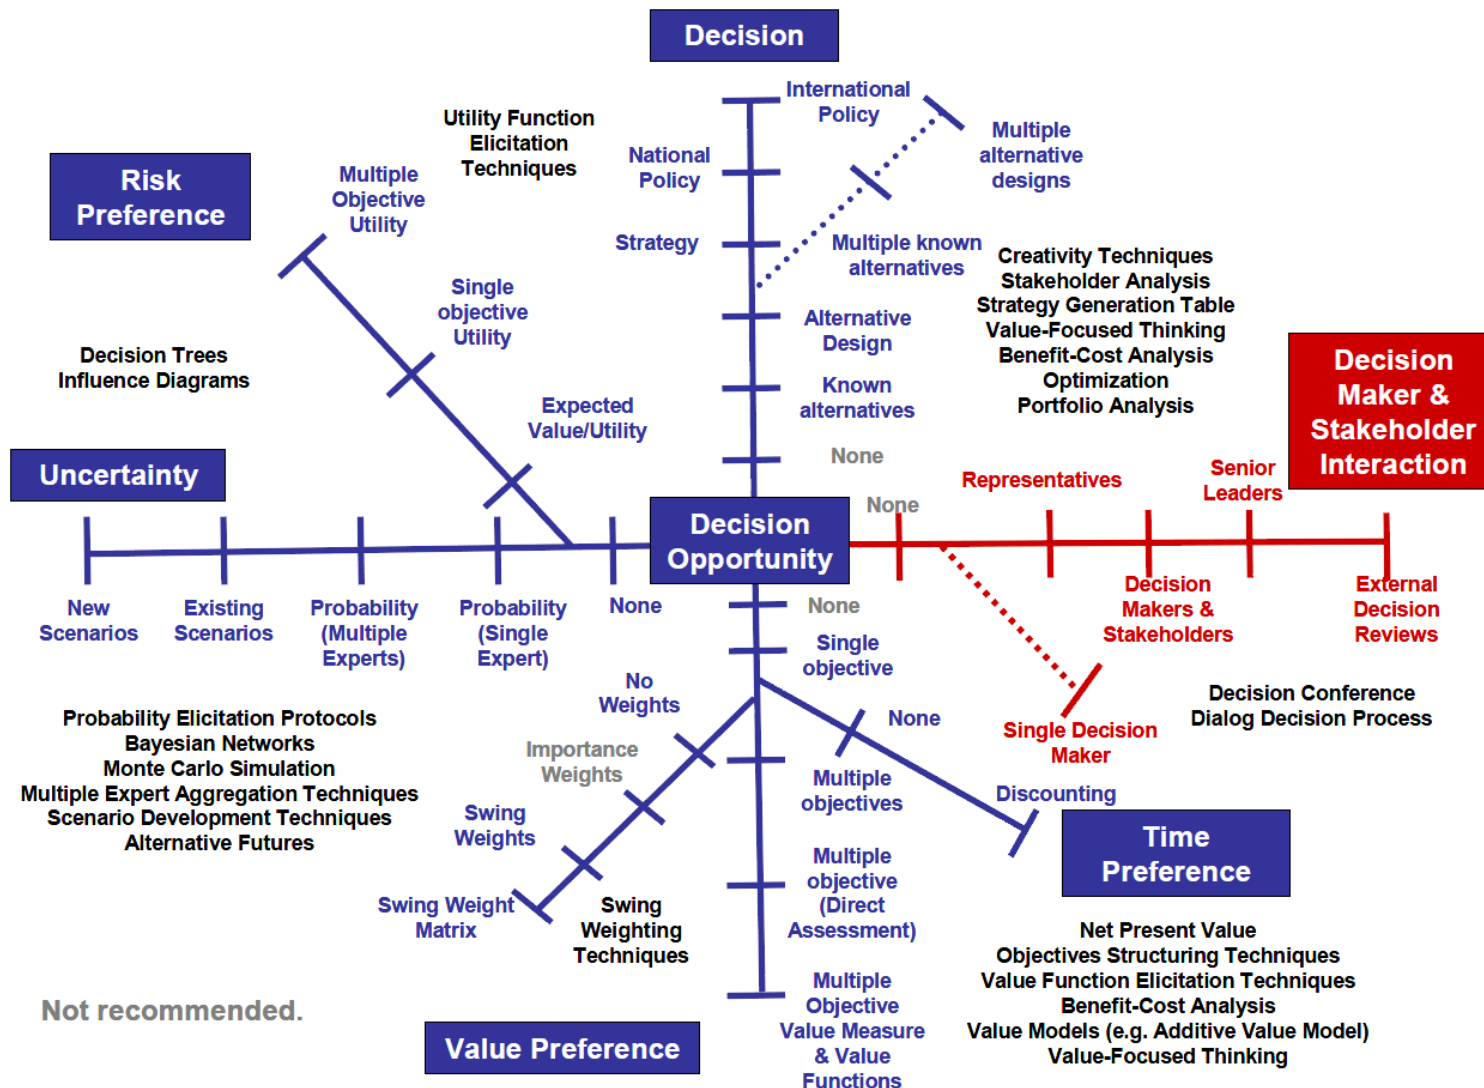 Decision
International
Policy
Utility Function
Elicitation
Techniques
Multiple
alternative
designs
National
Policy
Risk
Preference
Multiple
Objective
Utility
Strategy
Multiple known
alternatives
Creativity Techniques
Stakeholder Analysis
Strategy Generation Table
Value-Focused Thinking
Benefit-Cost Analysis
Optimization
Portfolio Analysis
Single
objective
Utility
Alternative
Design
Decision Trees
Influence Diagrams
Known
alternatives
Decision
Maker &
Stakeholder
Interaction
Expected
Value/Utility
None
Uncertainty
Representatives
Senior
Leaders
None
Decision
Opportunity
New
Scenarios
Existing
Scenarios
Probability
(Multiple
Experts)
Probability
(Single
Expert)
None
None
Decision
Makers &
Stakeholders
External
Decision
Reviews
Single
objective
No
Weights
None
Single Decision
Maker
Decision Conference
Dialog Decision Process
Probability Elicitation Protocols
Bayesian Networks
Monte Carlo Simulation
Multiple Expert Aggregation Techniques
Scenario Development Techniques
Alternative Futures
Importance
Weights
Multiple
objectives
Discounting
Swing
Weights
Time
Preference
Multiple
objective
(Direct
Assessment)
Swing Weight
Matrix
Swing
Weighting
Techniques
Net Present Value
Objectives Structuring Techniques
Value Function Elicitation Techniques
Benefit-Cost Analysis
Value Models (e.g. Additive Value Model)
Value-Focused Thinking
Not recommended.
Multiple
Objective
Value Measure
& Value
Functions
Value Preference